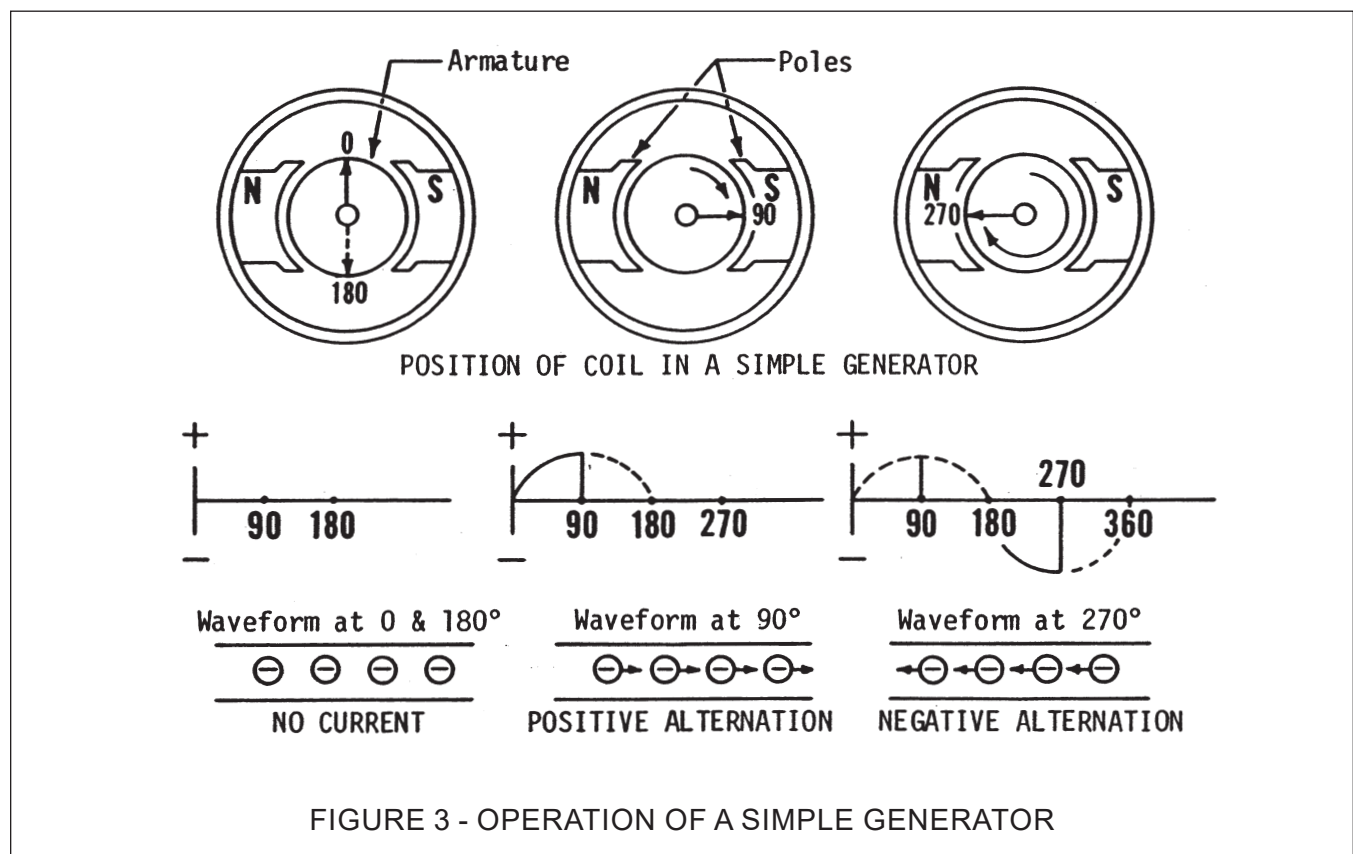 Armature
Poles
0
N
S
180
N
S
90
N
270
S
POSITION OF COIL IN A SIMPLE GENERATOR
+
90 180
−
+
90 180 270
−
+
270
90 180 360
−
Waveform at 0 & 180°
Waveform at 90°
Waveform at 270°
NO CURRENT
POSITIVE ALTERNATION
NEGATIVE ALTERNATION
FIGURE 3 - OPERATION OF A SIMPLE GENERATOR